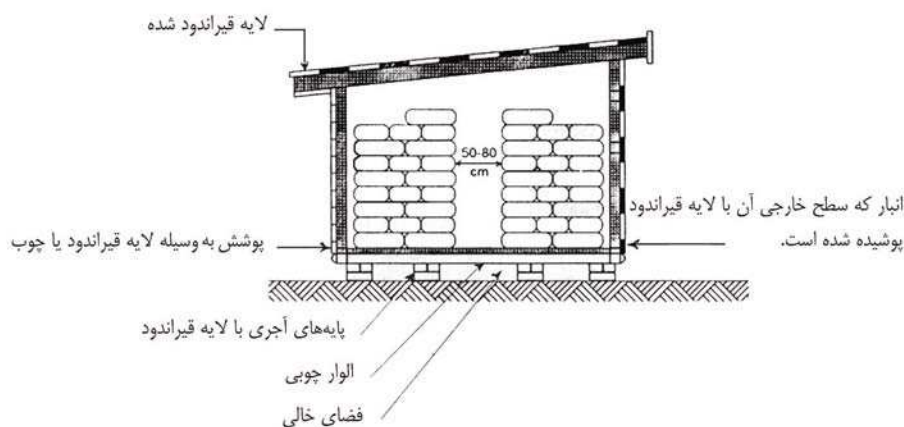 لایه قیراندود شده
50-80
cm
انبار که سطح خارجی آن با لایه قیراندود
پوشیده شده است.
پوشش به وسیله لایه قیراندود یا چوب
پایه‌های آجری با لایه قیراندود
الوار چوبی
فضای خالی